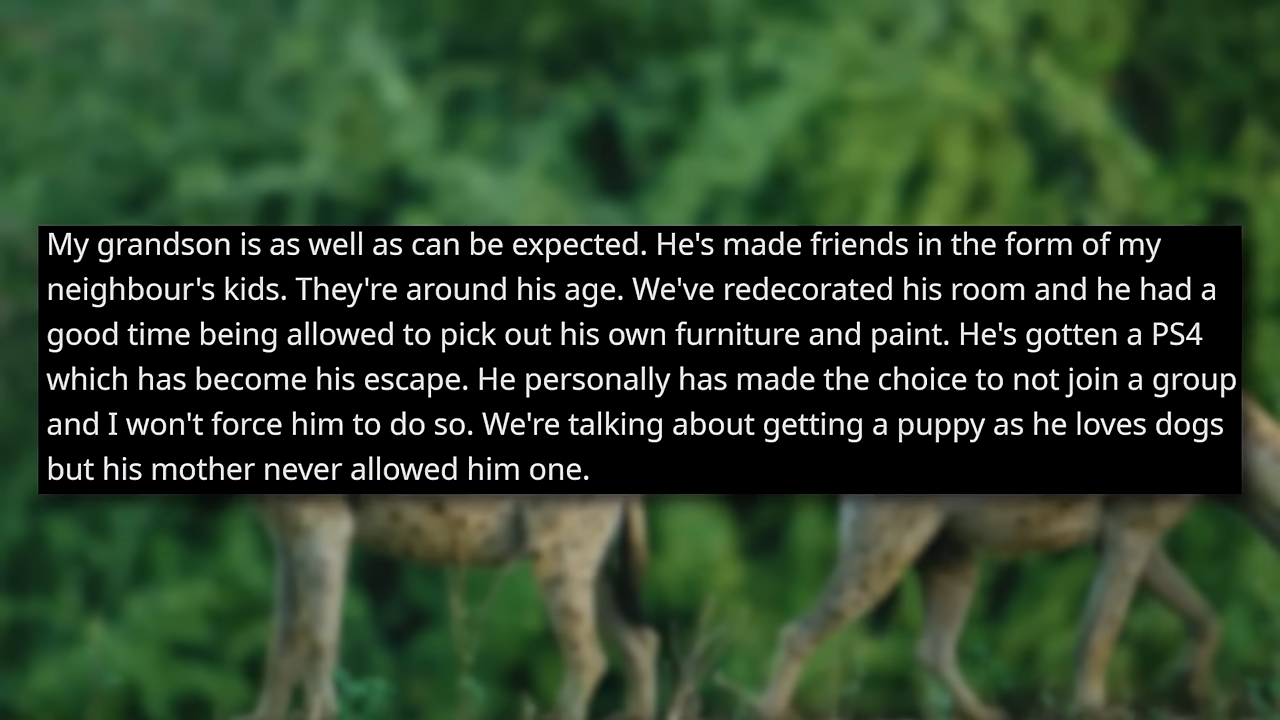 My grandson is as well as can be expected. He's made friends in the form of my
neighbour's kids. They're around his age. We've redecorated his room and he had a
good time being allowed to pick out his own furniture and paint. He's gotten a PS4
which has become his escape. He personally has made the choice to not join a group
and I won't force him to do so. We're talking about getting a puppy as he loves dogs
but his mother never allowed him one.